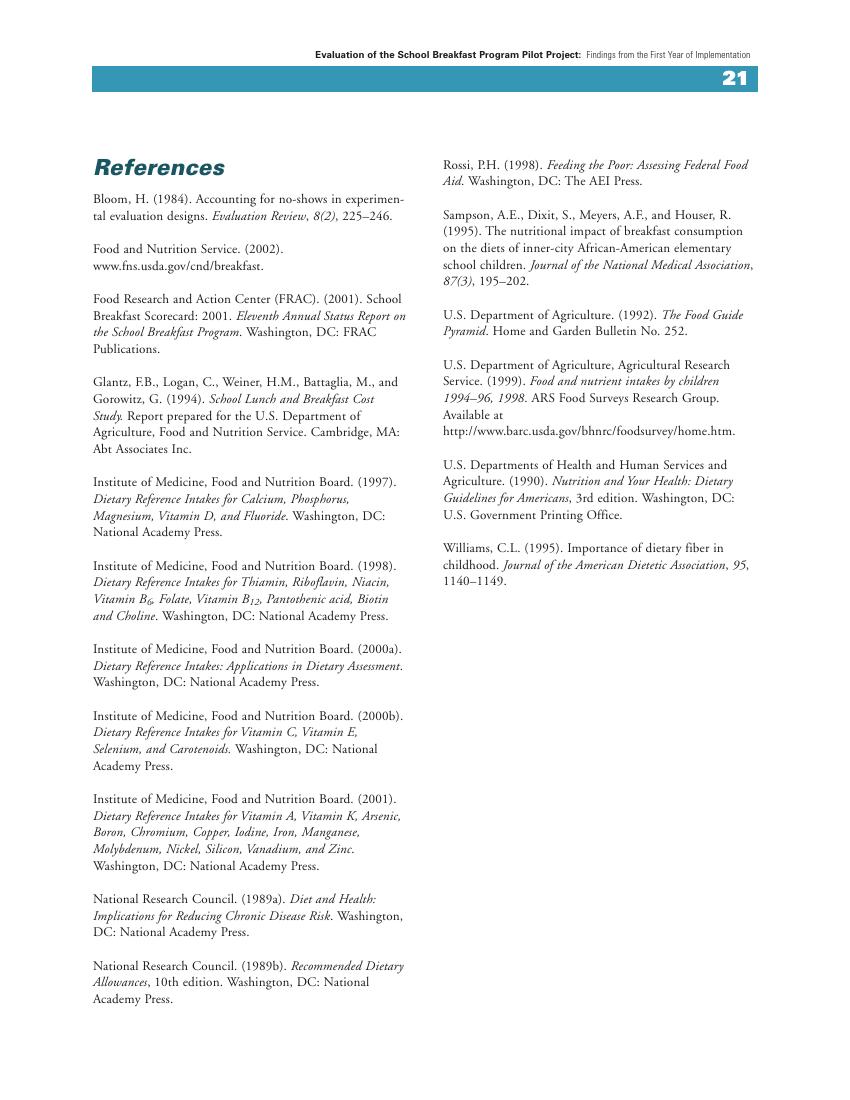 Evaluation of the School Breakfast Program Pilot Project: Findings from the First Year of Implementation
21
References
Bloom, H. (1984). Accounting for no-shows in experimen-
tal evaluation designs. Evaluation Review, 8(2), 225–246.
Food and Nutrition Service. (2002).
www.fns.usda.gov/cnd/breakfast.
Food Research and Action Center (FRAC). (2001). School
Breakfast Scorecard: 2001. Eleventh Annual Status Report on
the School Breakfast Program. Washington, DC: FRAC
Publications.
Glantz, F.B., Logan, C., Weiner, H.M., Battaglia, M., and
Gorowitz, G. (1994). School Lunch and Breakfast Cost
Study. Report prepared for the U.S. Department of
Agriculture, Food and Nutrition Service. Cambridge, MA:
Abt Associates Inc.
Institute of Medicine, Food and Nutrition Board. (1997).
Dietary Reference Intakes for Calcium, Phosphorus,
Magnesium, Vitamin D, and Fluoride. Washington, DC:
National Academy Press.
Institute of Medicine, Food and Nutrition Board. (1998).
Dietary Reference Intakes for Thiamin, Riboflavin, Niacin,
Vitamin B6, Folate, Vitamin B12, Pantothenic acid, Biotin
and Choline. Washington, DC: National Academy Press.
Institute of Medicine, Food and Nutrition Board. (2000a).
Dietary Reference Intakes: Applications in Dietary Assessment.
Washington, DC: National Academy Press.
Institute of Medicine, Food and Nutrition Board. (2000b).
Dietary Reference Intakes for Vitamin C, Vitamin E,
Selenium, and Carotenoids. Washington, DC: National
Academy Press.
Institute of Medicine, Food and Nutrition Board. (2001).
Dietary Reference Intakes for Vitamin A, Vitamin K, Arsenic,
Boron, Chromium, Copper, Iodine, Iron, Manganese,
Molybdenum, Nickel, Silicon, Vanadium, and Zinc.
Washington, DC: National Academy Press.
National Research Council. (1989a). Diet and Health:
Implications for Reducing Chronic Disease Risk. Washington,
DC: National Academy Press.
National Research Council. (1989b). Recommended Dietary
Allowances, 10th edition. Washington, DC: National
Academy Press.
Rossi, P.H. (1998). Feeding the Poor: Assessing Federal Food
Aid. Washington, DC: The AEI Press.
Sampson, A.E., Dixit, S., Meyers, A.F., and Houser, R.
(1995). The nutritional impact of breakfast consumption
on the diets of inner-city African-American elementary
school children. Journal of the National Medical Association,
87(3), 195–202.
U.S. Department of Agriculture. (1992). The Food Guide
Pyramid. Home and Garden Bulletin No. 252.
U.S. Department of Agriculture, Agricultural Research
Service. (1999). Food and nutrient intakes by children
1994–96, 1998. ARS Food Surveys Research Group.
Available at
http://www.barc.usda.gov/bhnrc/foodsurvey/home.htm.
U.S. Departments of Health and Human Services and
Agriculture. (1990). Nutrition and Your Health: Dietary
Guidelines for Americans, 3rd edition. Washington, DC:
U.S. Government Printing Office.
Williams, C.L. (1995). Importance of dietary fiber in
childhood. Journal of the American Dietetic Association, 95,
1140–1149.